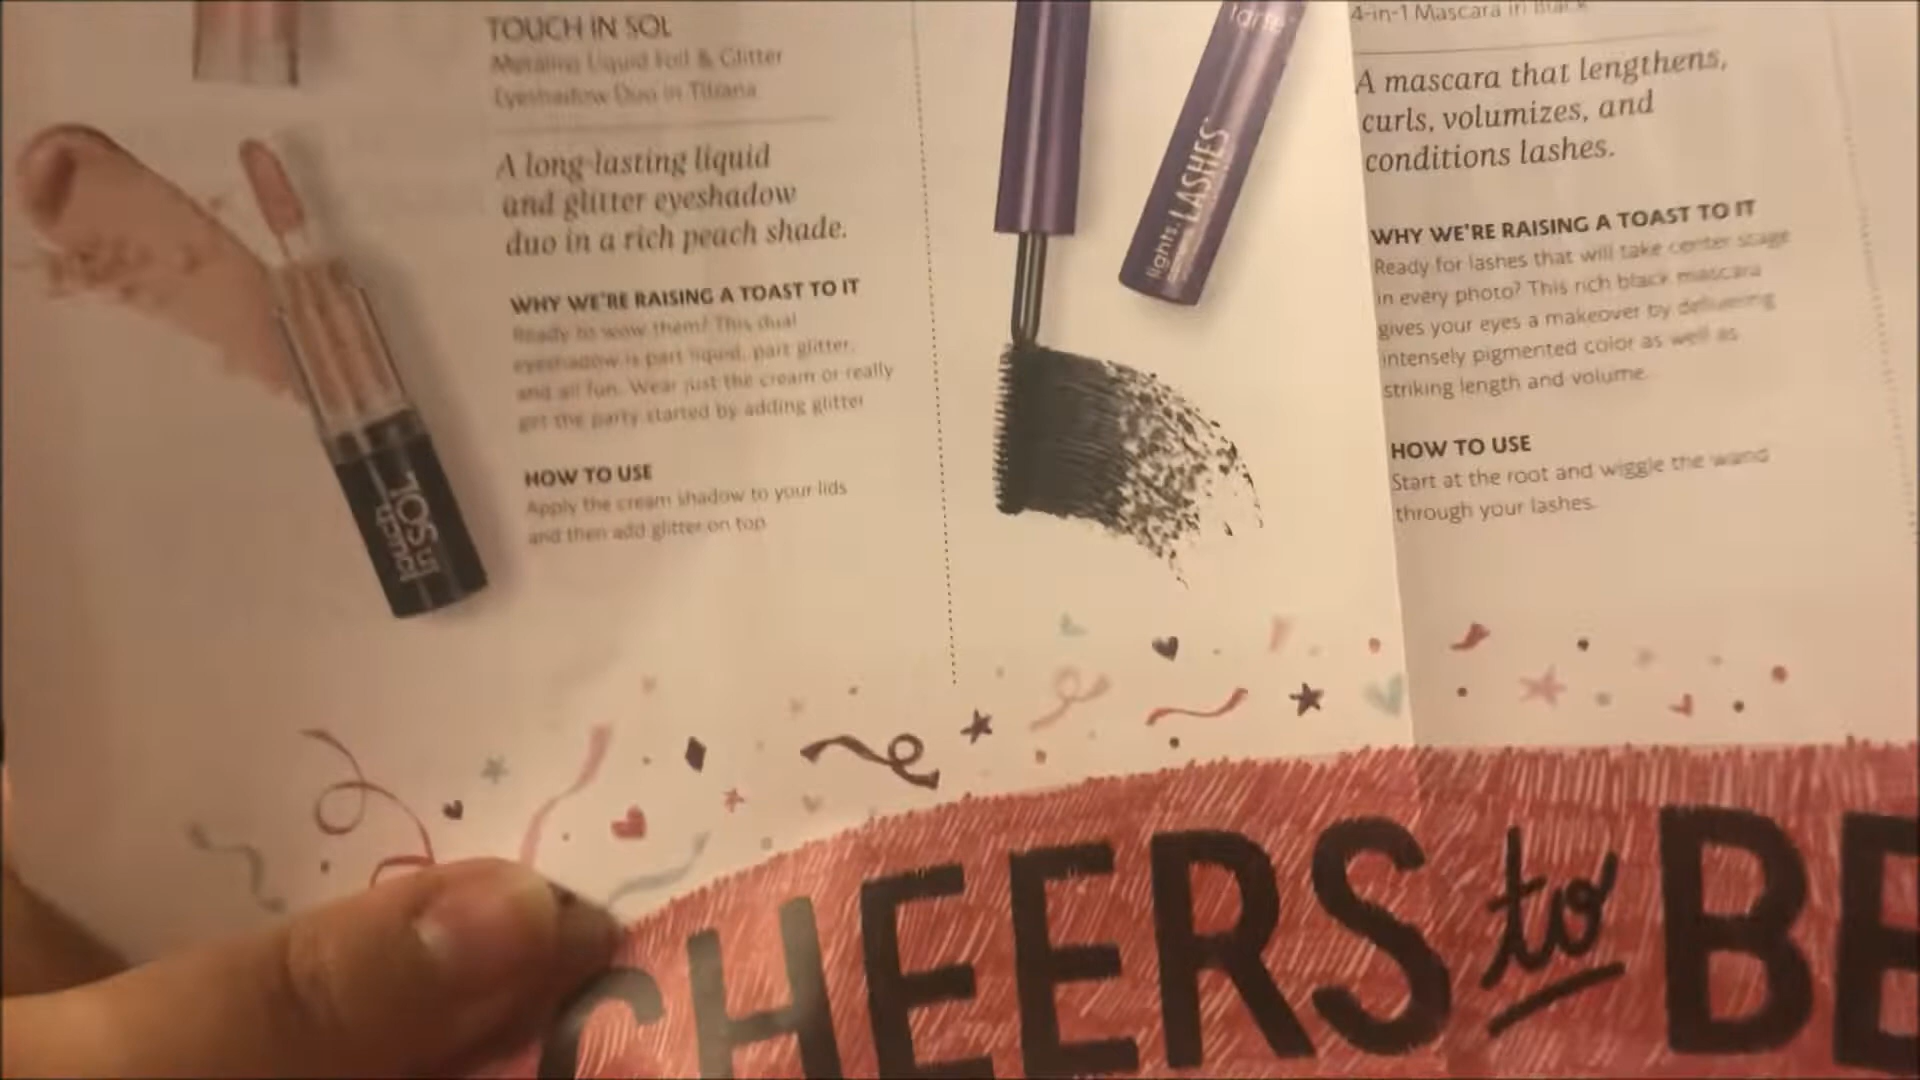 TOUCH IN SOL
Metallist Liquid Foil & Glitter
Eyeshadow Duo in Titiana
A long-lasting liquid
and glitter eyeshadow
duo in a rich peach shade.
WHY WE'RE RAISING A TOAST TO IT
Ready to wow them? This dual
eyeshadow is part liquid, part glitter,
and all fun. Wear just the cream or really
get the party started by adding glitter
HOW TO USE
Apply the cream shadow to your lids
and then add glitter on top
touch in SOL
tarte
lights, LASHES
4-in-1 Mascara in Black
A mascara that lengthens,
curls, volumizes, and
conditions lashes.
WHY WE'RE RAISING A TOAST TO IT
Ready for lashes that will take center stage
in every photo? This rich black mascara
gives your eyes a makeover by delivering
intensely pigmented color as well as
striking length and volume.
HOW TO USE
Start at the root and wiggle the wand
through your lashes.
CHEERS to BE